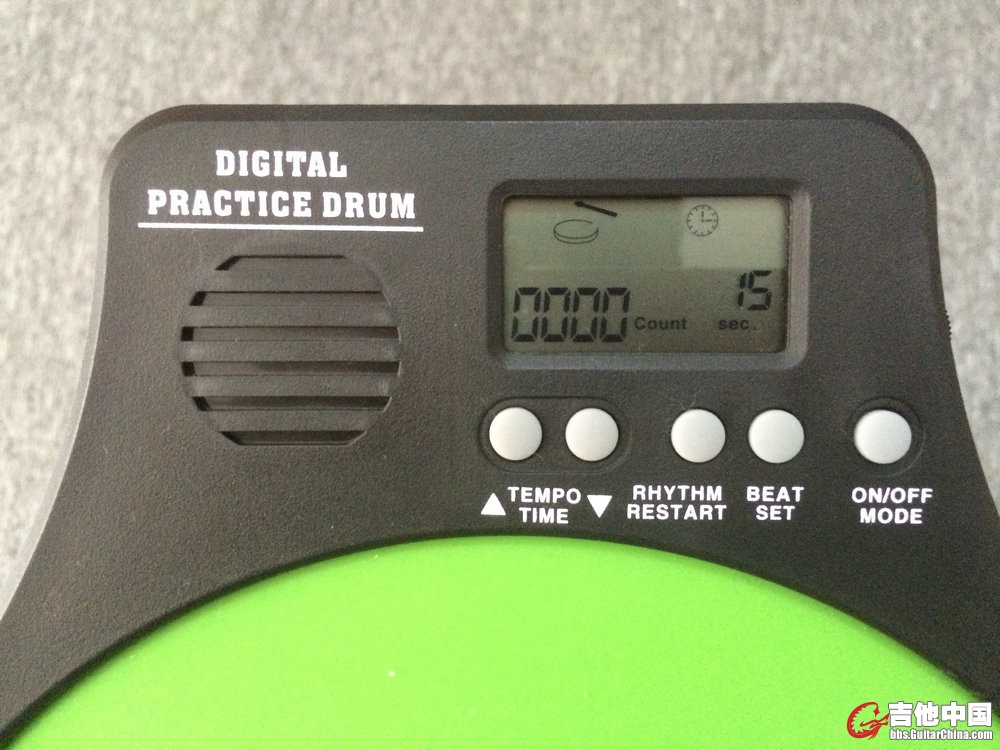 DIGITAL
PRACTICE DRUM
15
0000 Count sec.
▲ TEMPO ▼
TIME
RHYTHM
RESTART
BEAT
SET
ON/OFF
MODE
吉他中国
bbs.GuitarChina.com